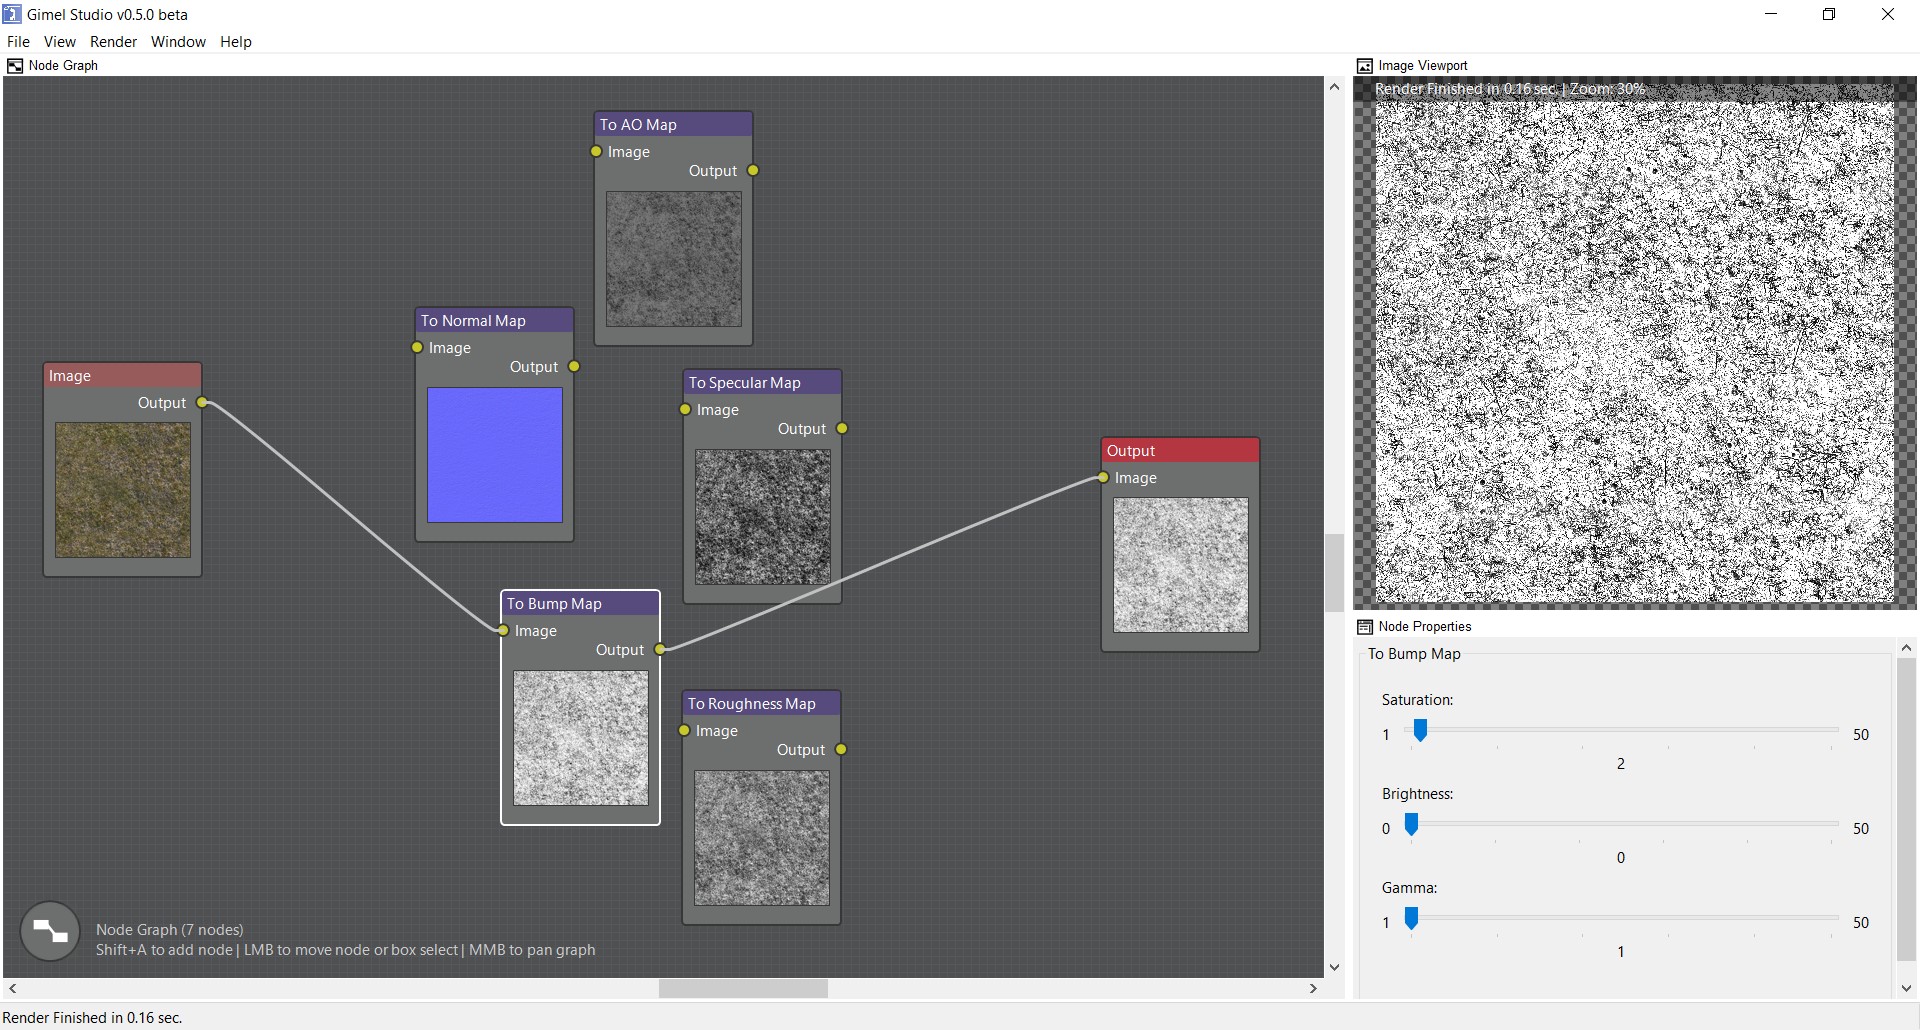 Gimel Studio v0.5.0 beta
File View Render Window Help
Node Graph
Image Viewport
Render Finished in 0.16 sec. | Zoom: 30%
To AO Map
Image
Output
To Normal Map
Image
Output
Image
Output
To Specular Map
Image
Output
Output
Image
To Bump Map
Image
Output
To Roughness Map
Image
Output
Node Properties
To Bump Map
Saturation:
1 50
2
Brightness:
0 50
0
Gamma:
1 50
1
Node Graph (7 nodes)
Shift+A to add node | LMB to move node or box select | MMB to pan graph
Render Finished in 0.16 sec.